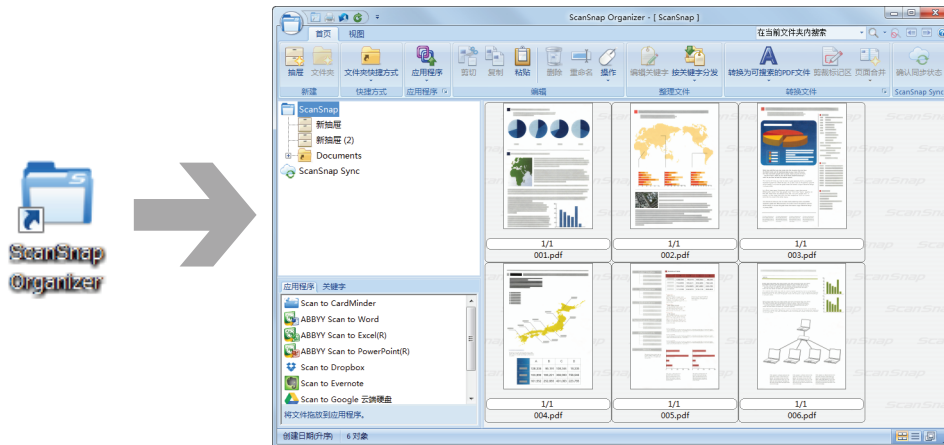 ScanSnap
Organizer
ScanSnap Organizer - [ ScanSnap ]
首页 视图
在当前文件夹内搜索
抽屉 文件夹 文件夹快捷方式 应用程序 剪切 复制 粘贴 删除 重命名 操作 编辑关键字 按关键字分发 转换为可搜索的PDF文件 剪裁标记区 页面合并 确认同步状态
新建 快捷方式 应用程序 编辑 整理文件 转换文件 ScanSnap Sync
ScanSnap
新抽屉
新抽屉 (2)
Documents
ScanSnap Sync
1/1 1/1 1/1
001.pdf 002.pdf 003.pdf
应用程序 关键字
Scan to CardMinder
ABBYY Scan to Word
ABBYY Scan to Excel(R)
ABBYY Scan to PowerPoint(R)
Scan to Dropbox
Scan to Evernote
Scan to Google 云端硬盘
将文件拖放到应用程序。
1/1 1/1 1/1
004.pdf 005.pdf 006.pdf
创建日期(升序) 6 对象